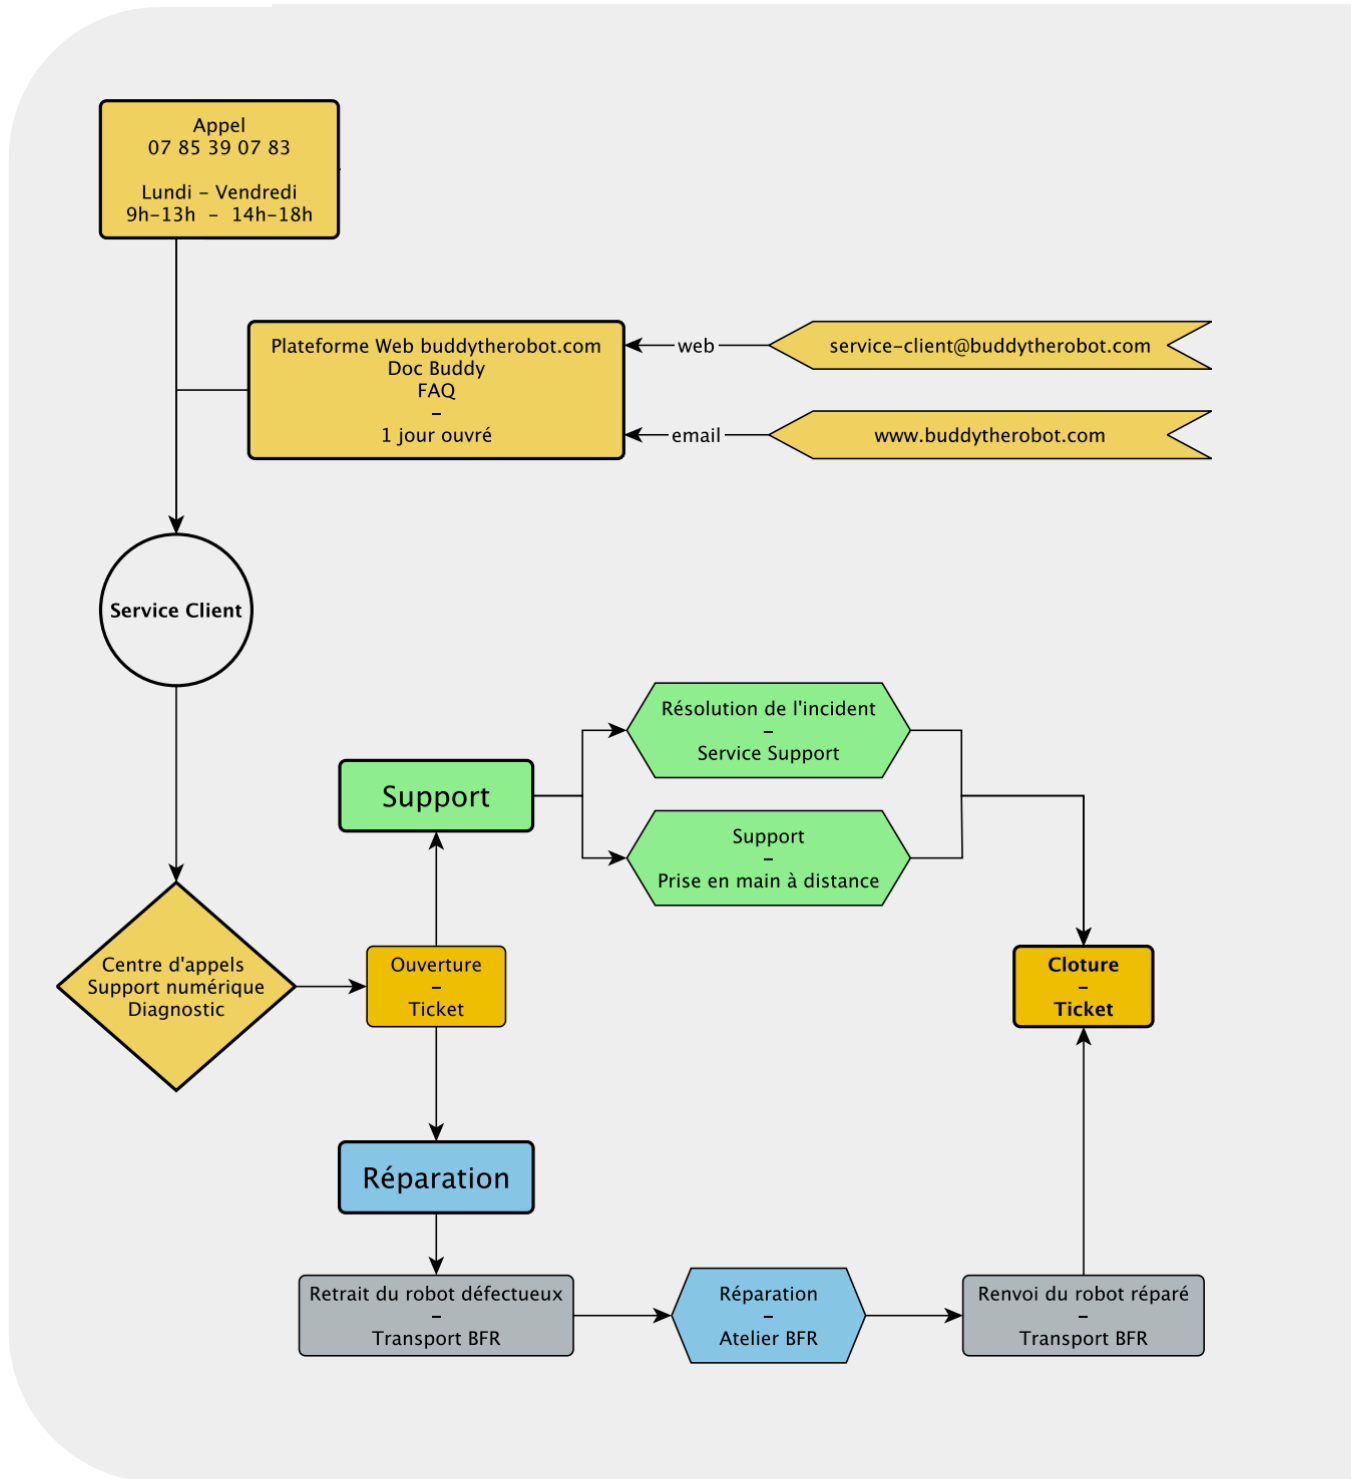 Appel
07 85 39 07 83
Lundi – Vendredi
9h–13h – 14h–18h
Plateforme Web buddytherobot.com
Doc Buddy
FAQ
–
1 jour ouvré
web
service-client@buddytherobot.com
email
www.buddytherobot.com
Service Client
Résolution de l'incident
–
Service Support
Support
Support
–
Prise en main à distance
Centre d'appels
Support numérique
Diagnostic
Ouverture
–
Ticket
Cloture
–
Ticket
Réparation
Retrait du robot défectueux
–
Transport BFR
Réparation
–
Atelier BFR
Renvoi du robot réparé
–
Transport BFR